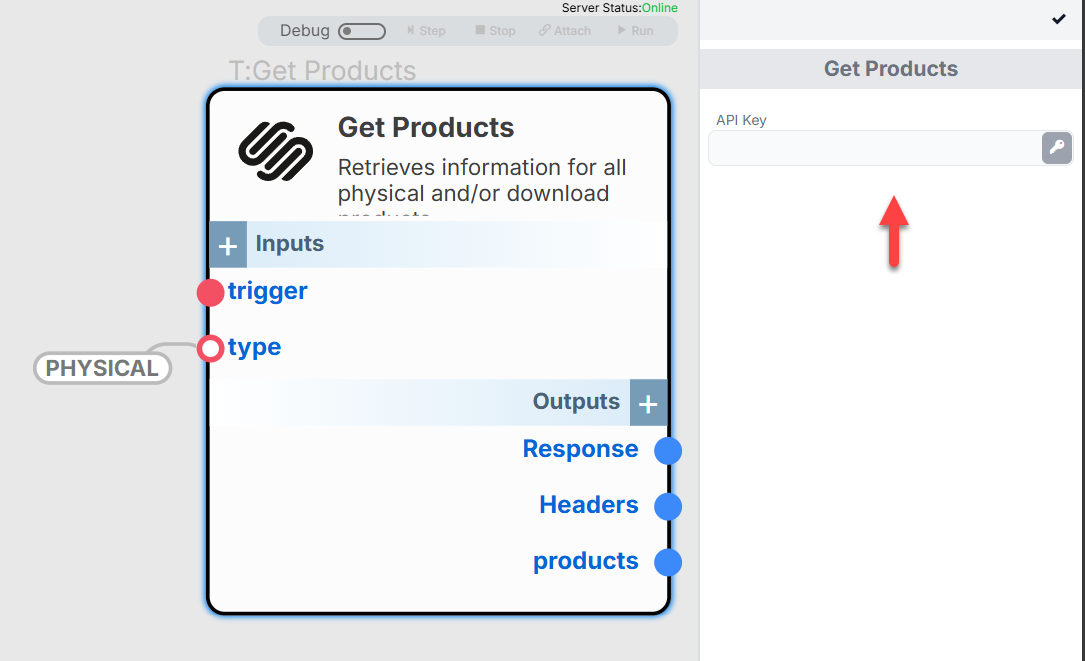 Server Status:Online
Debug
Step
Stop
Attach
Run
T:Get Products
Get Products
Retrieves information for all
physical and/or download
Inputs
trigger
type
PHYSICAL
Outputs
Response
Headers
products
Get Products
API Key